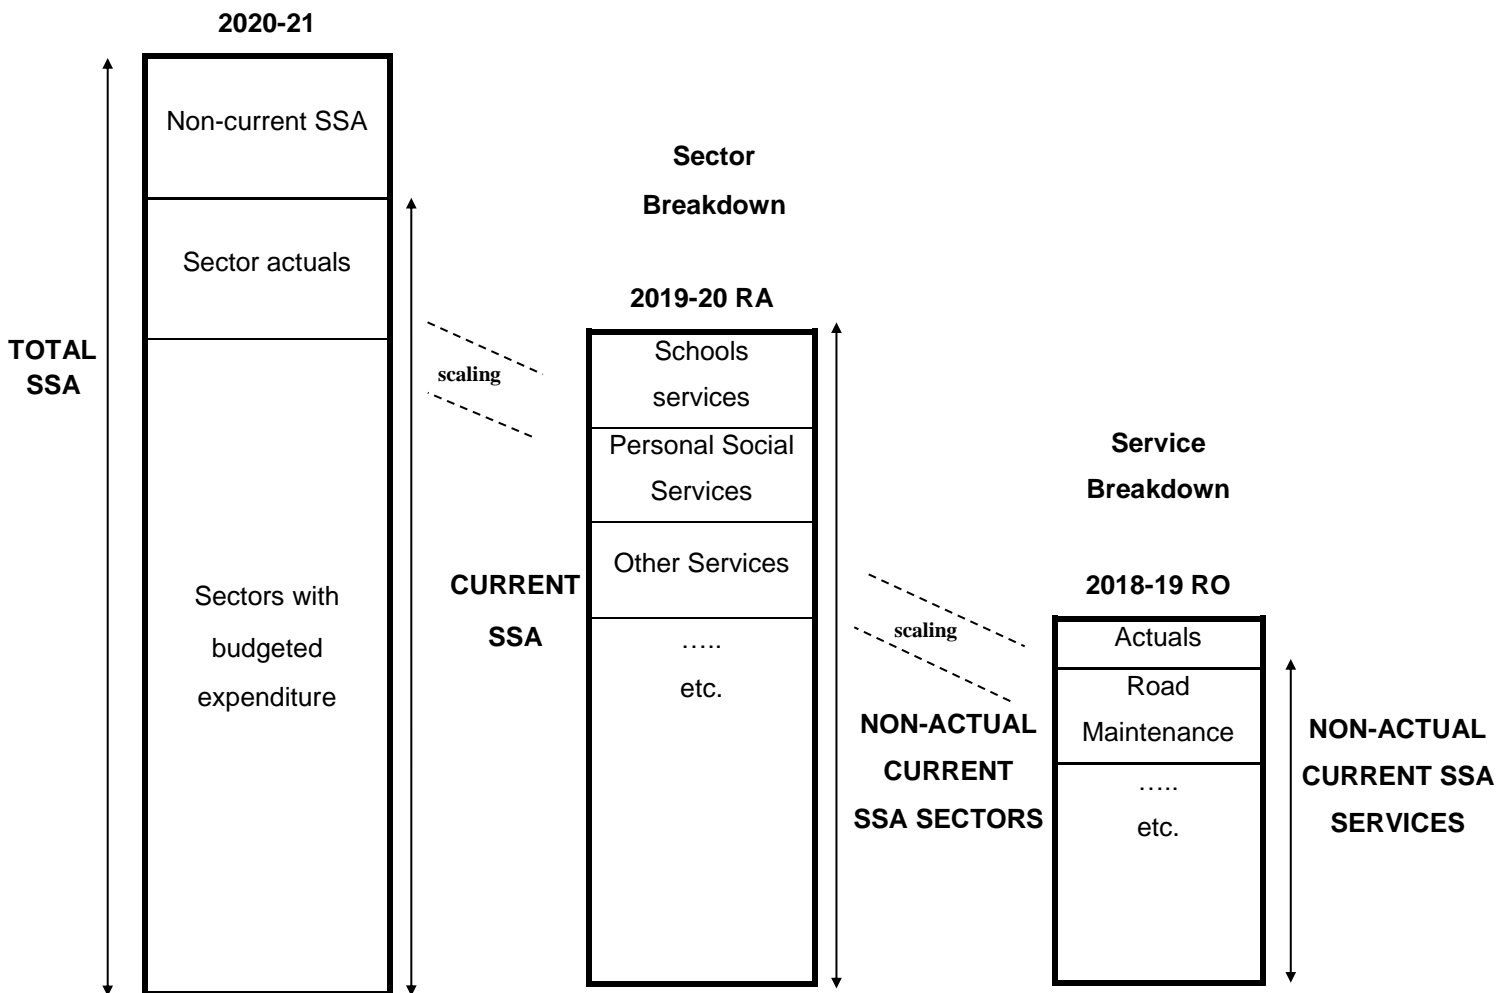 2020-21
Non-current SSA
Sector actuals
Sectors with
budgeted
expenditure
TOTAL
SSA
CURRENT
SSA
scaling
Sector
Breakdown
2019-20 RA
Schools
services
Personal Social
Services
Other Services
…..
etc.
NON-ACTUAL
CURRENT
SSA SECTORS
scaling
Service
Breakdown
2018-19 RO
Actuals
Road
Maintenance
…..
etc.
NON-ACTUAL
CURRENT SSA
SERVICES